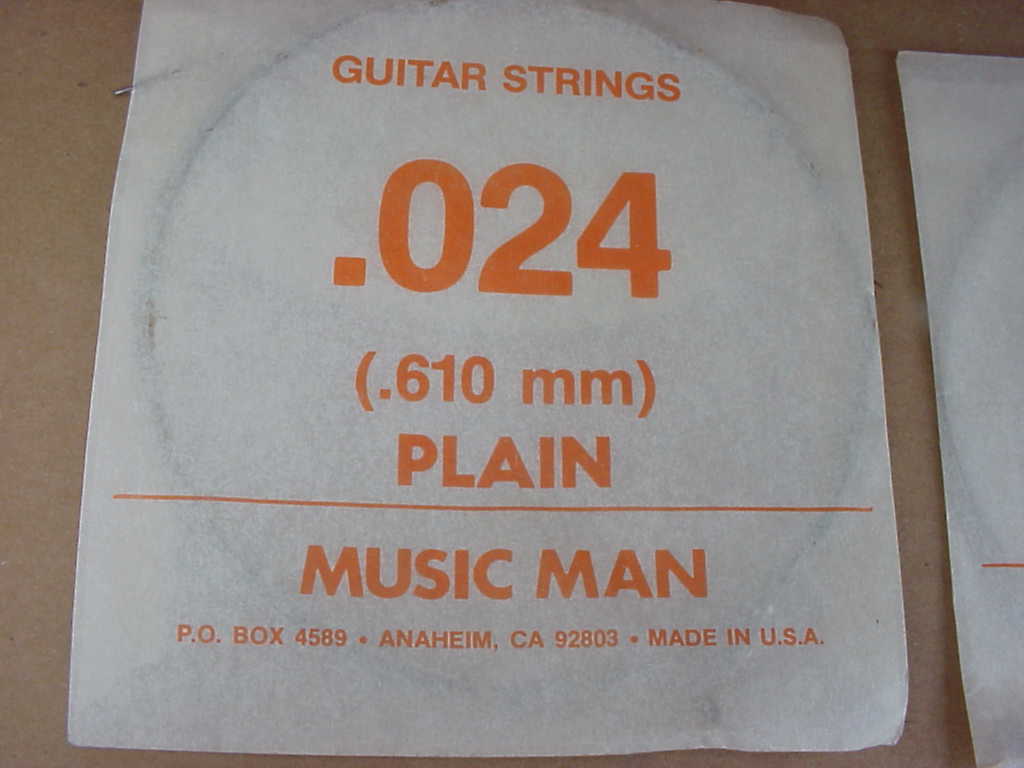 GUITAR STRINGS
.024
(.610 mm)
PLAIN
MUSIC MAN
P.O. BOX 4589 • ANAHEIM, CA 92803 • MADE IN U.S.A.